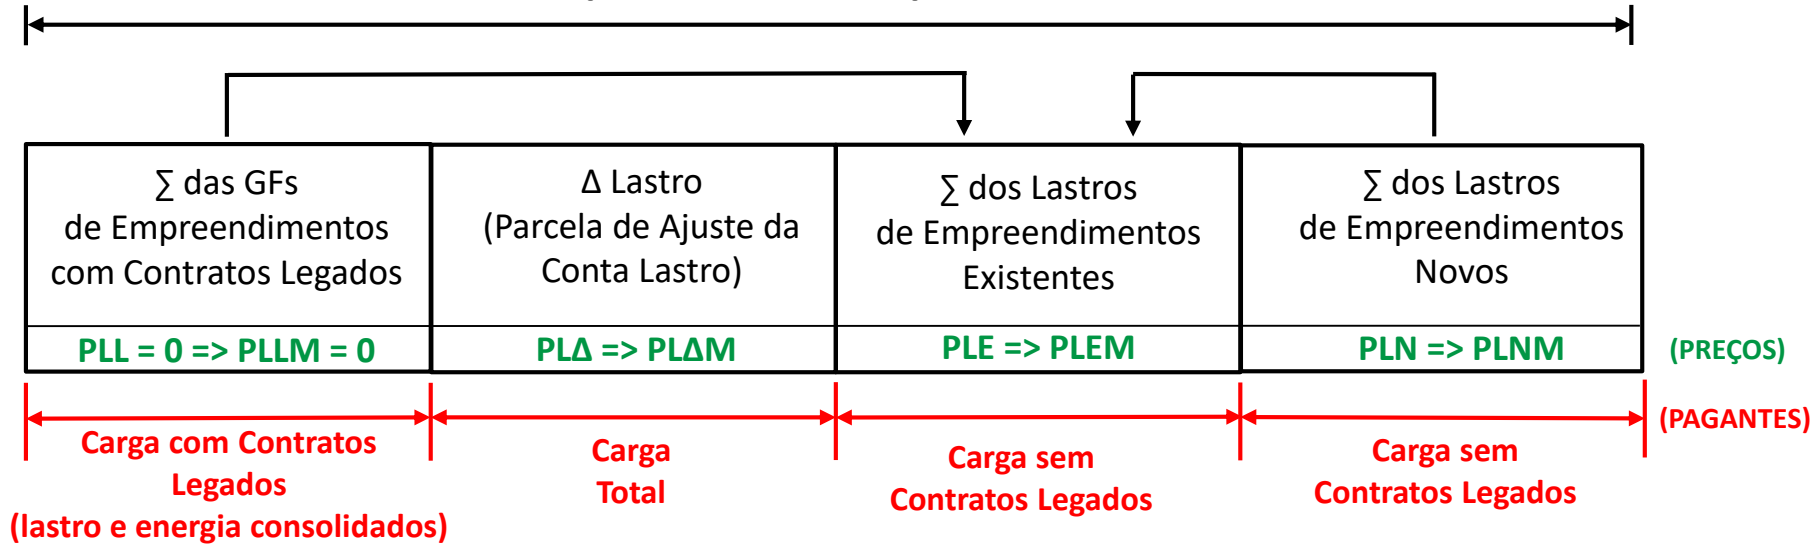 ∑ das GFs
de Empreendimentos
com Contratos Legados
Δ Lastro
(Parcela de Ajuste da
Conta Lastro)
∑ dos Lastros
de Empreendimentos
Existentes
∑ dos Lastros
de Empreendimentos
Novos
PLL = 0 => PLLM = 0
PLΔ => PLΔM
PLE => PLEM
PLN => PLNM
(PREÇOS)
(PAGANTES)
Carga com Contratos
Legados
(lastro e energia consolidados)
Carga
Total
Carga sem
Contratos Legados
Carga sem
Contratos Legados